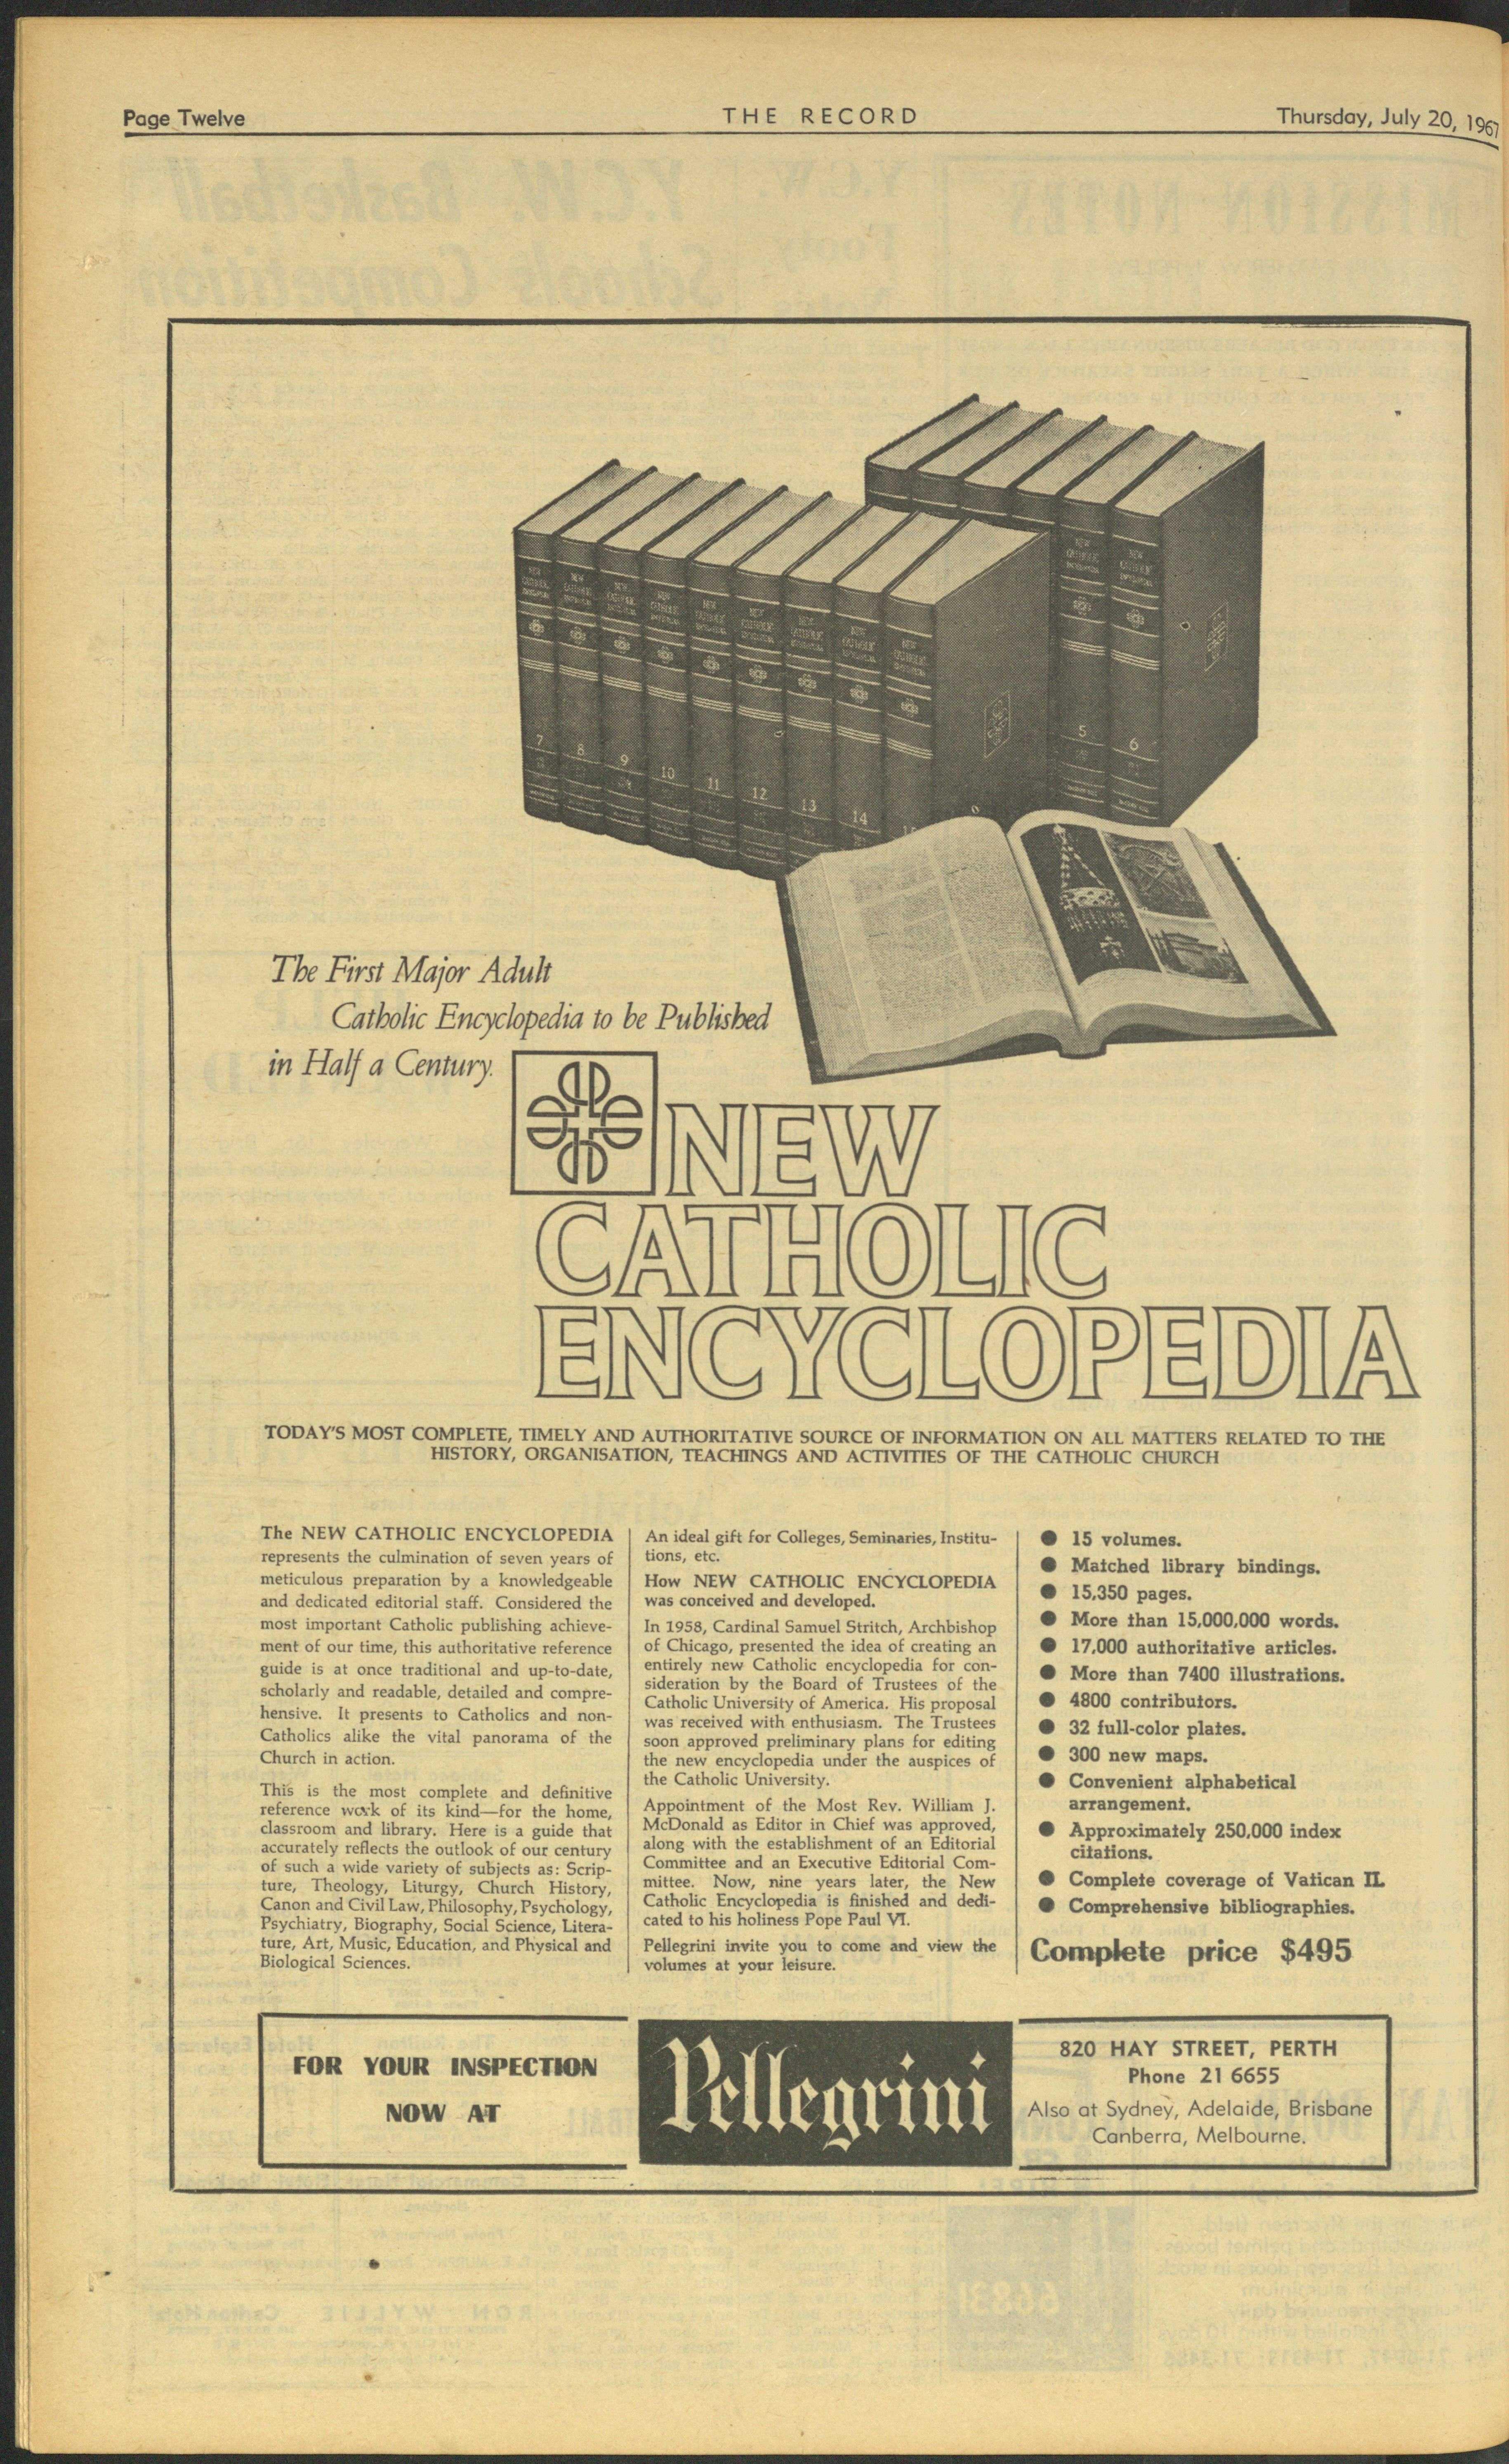 Page Twelve
THE RECORD
Thursday, July 20, 1967
NEW
CATHOLIC
5
6
7
8
9
10
11
12
13
14
The First Major Adult
Catholic Encyclopedia to be Published
in Half a Century.
NEW
CATHOLIC
ENCYCLOPEDIA
TODAY'S MOST COMPLETE, TIMELY AND AUTHORITATIVE SOURCE OF INFORMATION ON ALL MATTERS RELATED TO THE
HISTORY, ORGANISATION, TEACHINGS AND ACTIVITIES OF THE CATHOLIC CHURCH
The NEW CATHOLIC ENCYCLOPEDIA
represents the culmination of seven years of
meticulous preparation by a knowledgeable
and dedicated editorial staff. Considered the
most important Catholic publishing achieve-
ment of our time, this authoritative reference
guide is at once traditional and up-to-date,
scholarly and readable, detailed and compre-
hensive. It presents to Catholics and non-
Catholics alike the vital panorama of the
Church in action.
This is the most complete and definitive
reference work of its kind—for the home,
classroom and library. Here is a guide that
accurately reflects the outlook of our century
of such a wide variety of subjects as: Scrip-
ture, Theology, Liturgy, Church History,
Canon and Civil Law, Philosophy, Psychology,
Psychiatry, Biography, Social Science, Litera-
ture, Art, Music, Education, and Physical and
Biological Sciences.
An ideal gift for Colleges, Seminaries, Institu-
tions, etc.
How NEW CATHOLIC ENCYCLOPEDIA
was conceived and developed.
In 1958, Cardinal Samuel Stritch, Archbishop
of Chicago, presented the idea of creating an
entirely new Catholic encyclopedia for con-
sideration by the Board of Trustees of the
Catholic University of America. His proposal
was received with enthusiasm. The Trustees
soon approved preliminary plans for editing
the new encyclopedia under the auspices of
the Catholic University.
Appointment of the Most Rev. William J.
McDonald as Editor in Chief was approved,
along with the establishment of an Editorial
Committee and an Executive Editorial Com-
mittee. Now, nine years later, the New
Catholic Encyclopedia is finished and dedi-
cated to his holiness Pope Paul VI.
Pellegrini invite you to come and view the
volumes at your leisure.
● 15 volumes.
● Matched library bindings.
● 15,350 pages.
● More than 15,000,000 words.
● 17,000 authoritative articles.
● More than 7400 illustrations.
● 4800 contributors.
● 32 full-color plates.
● 300 new maps.
● Convenient alphabetical
arrangement.
● Approximately 250,000 index
citations.
● Complete coverage of Vatican II.
● Comprehensive bibliographies.
Complete price $495
FOR YOUR INSPECTION
NOW AT
Pellegrini
820 HAY STREET, PERTH
Phone 21 6655
Also at Sydney, Adelaide, Brisbane
Canberra, Melbourne.